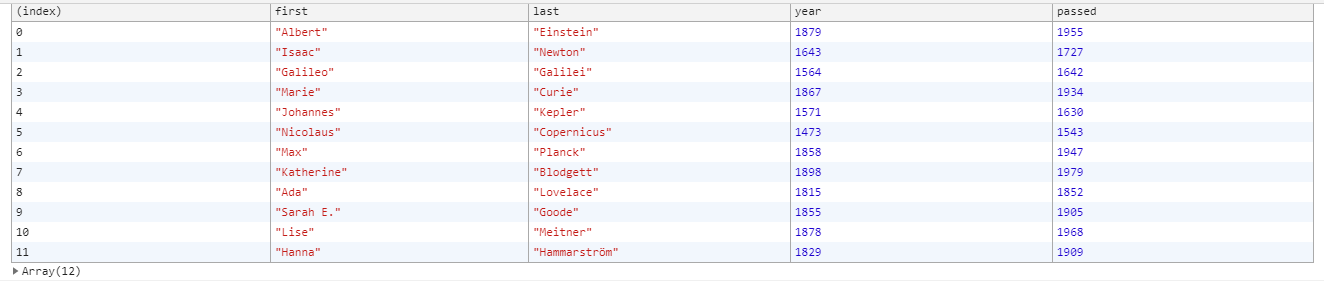 (index) first last year passed
0 "Albert" "Einstein" 1879 1955
1 "Isaac" "Newton" 1643 1727
2 "Galileo" "Galilei" 1564 1642
3 "Marie" "Curie" 1867 1934
4 "Johannes" "Kepler" 1571 1630
5 "Nicolaus" "Copernicus" 1473 1543
6 "Max" "Planck" 1858 1947
7 "Katherine" "Blodgett" 1898 1979
8 "Ada" "Lovelace" 1815 1852
9 "Sarah E." "Goode" 1855 1905
10 "Lise" "Meitner" 1878 1968
11 "Hanna" "Hammarström" 1829 1909
Array(12)